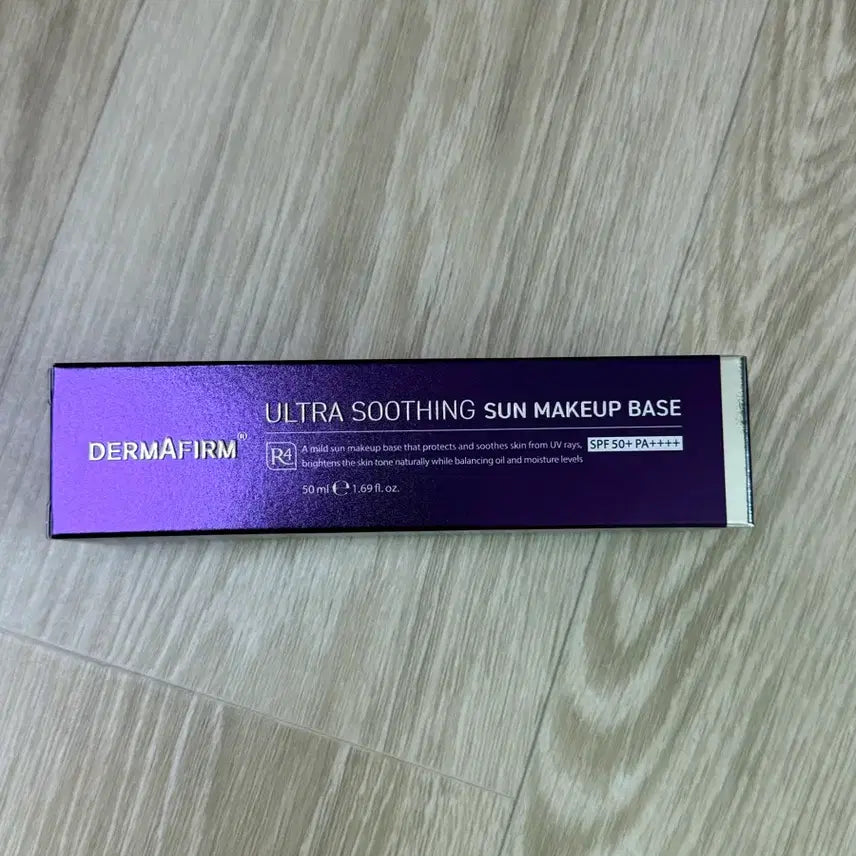 DERMAFIRM®
ULTRA SOOTHING SUN MAKEUP BASE
R4
A mild sun makeup base that protects and soothes skin from UV rays,
brightens the skin tone naturally while balancing oil and moisture levels
SPF 50+ PA++++
50 ml ℮ 1.69 fl. oz.